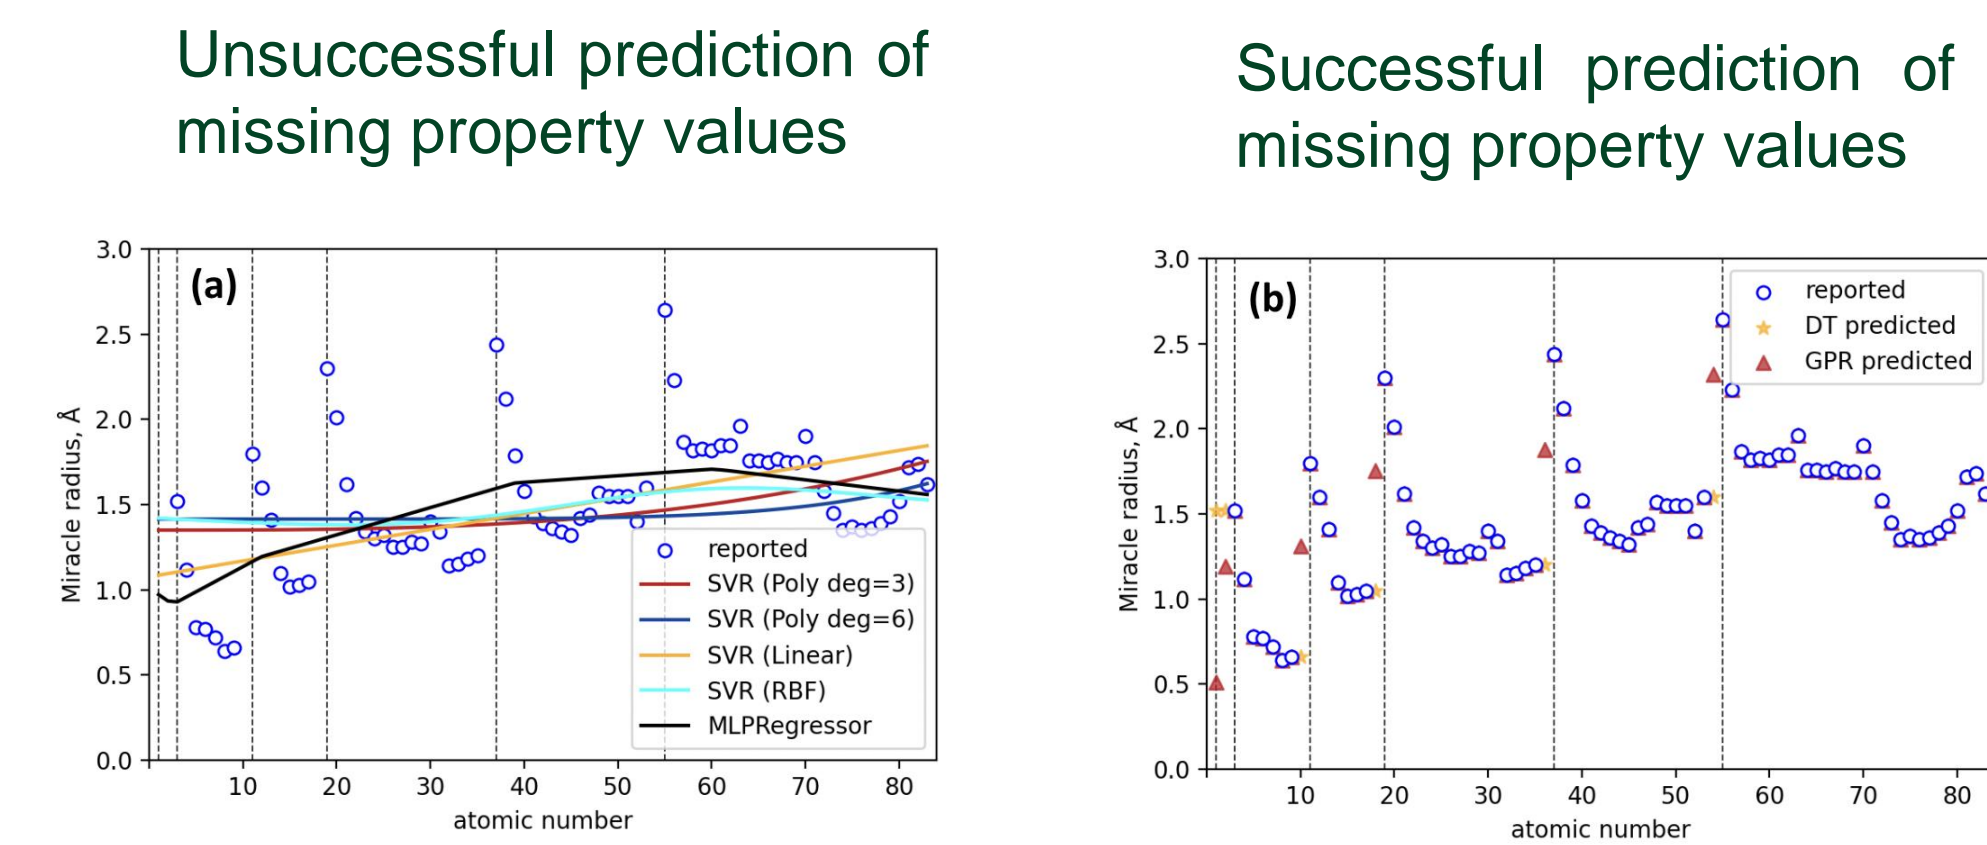 Unsuccessful prediction of
missing property values
Successful prediction of
missing property values
(a)
3.0
2.5
2.0
1.5
1.0
0.5
0.0
Miracle radius, Å
10 20 30 40 50 60 70 80
atomic number
reported
SVR (Poly deg=3)
SVR (Poly deg=6)
SVR (Linear)
SVR (RBF)
MLPRegressor
(b)
3.0
2.5
2.0
1.5
1.0
0.5
0.0
Miracle radius, Å
10 20 30 40 50 60 70 80
atomic number
reported
DT predicted
GPR predicted